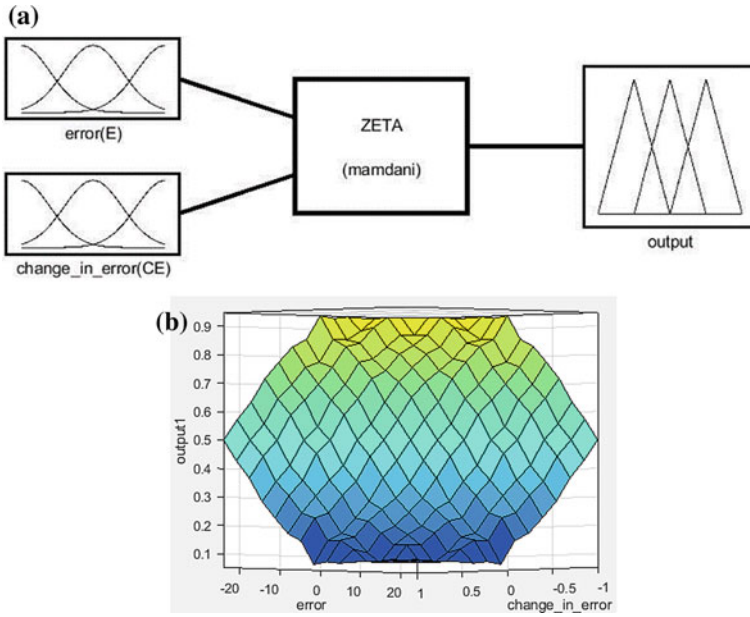 (a)
error(E)
change_in_error(CE)
ZETA
(mamdani)
output
(b)
0.9
0.8
0.7
0.6
0.5
0.4
0.3
0.2
0.1
output1
-20
-10
0
10
20
error
1
0.5
0
-0.5
-1
change_in_error